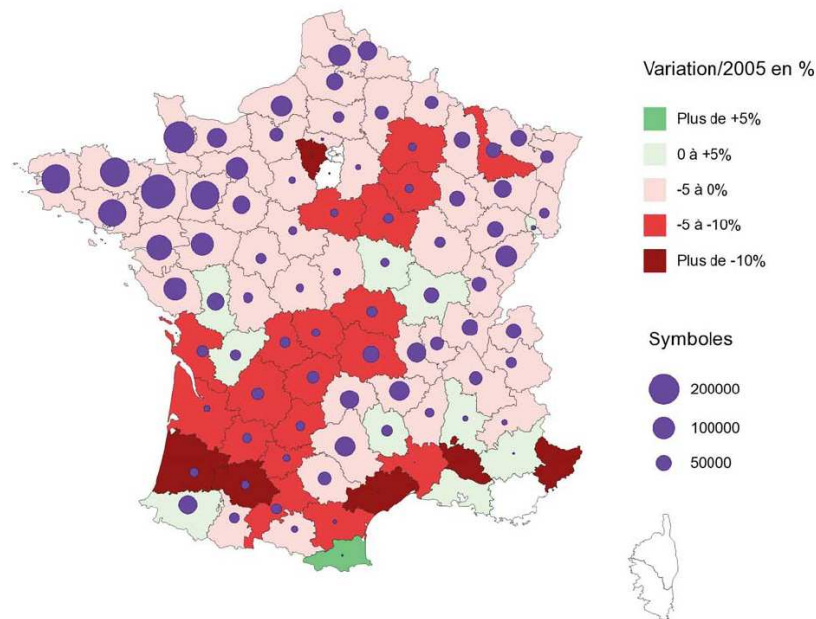 Variation/2005 en %
Plus de +5%
0 à +5%
-5 à 0%
-5 à -10%
Plus de -10%
Symboles
200000
100000
50000